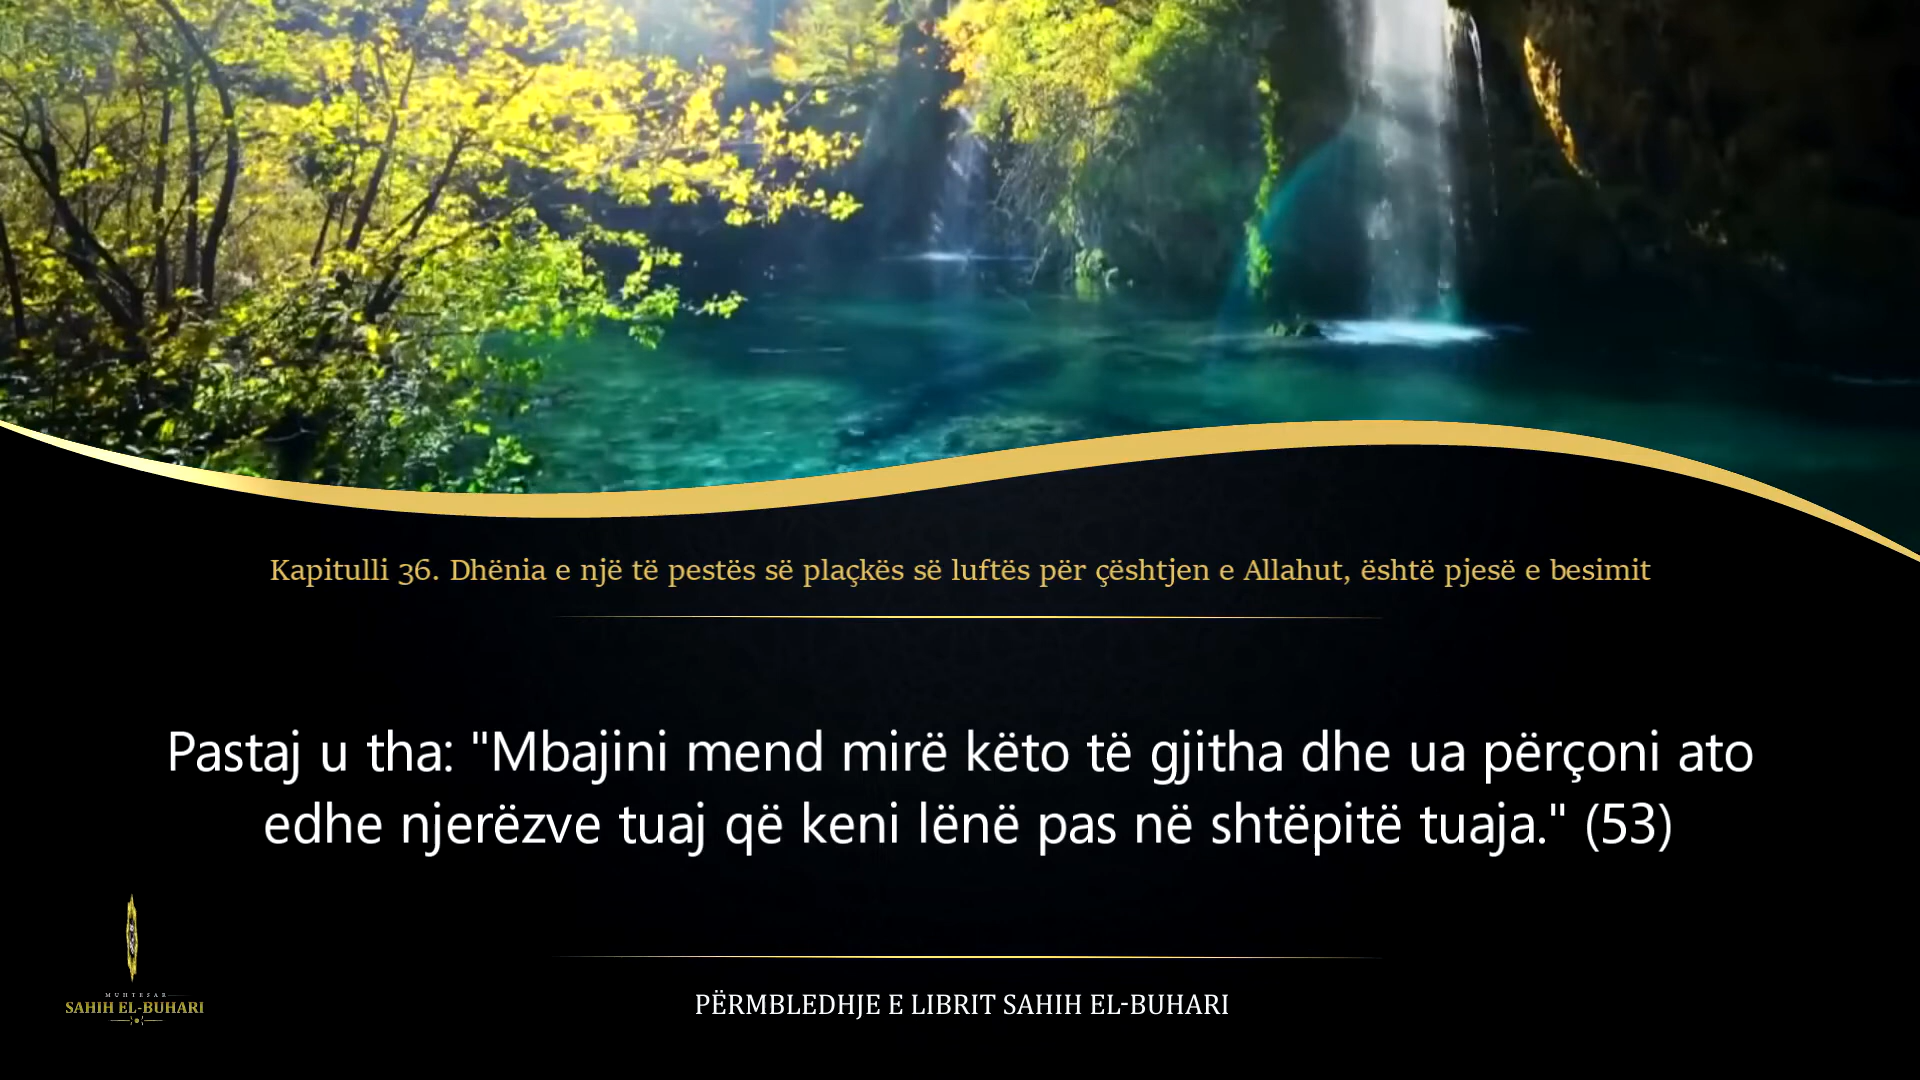 Kapitulli 36. Dhënia e një të pestës së plaçkës së luftës për çështjen e Allahut, është pjesë e besimit
Pastaj u tha: "Mbajini mend mirë këto të gjitha dhe ua përçoni ato
edhe njerëzve tuaj që keni lënë pas në shtëpitë tuaja." (53)
MUHTESAR
SAHIH EL-BUHARI
PËRMBLEDHJE E LIBRIT SAHIH EL-BUHARI